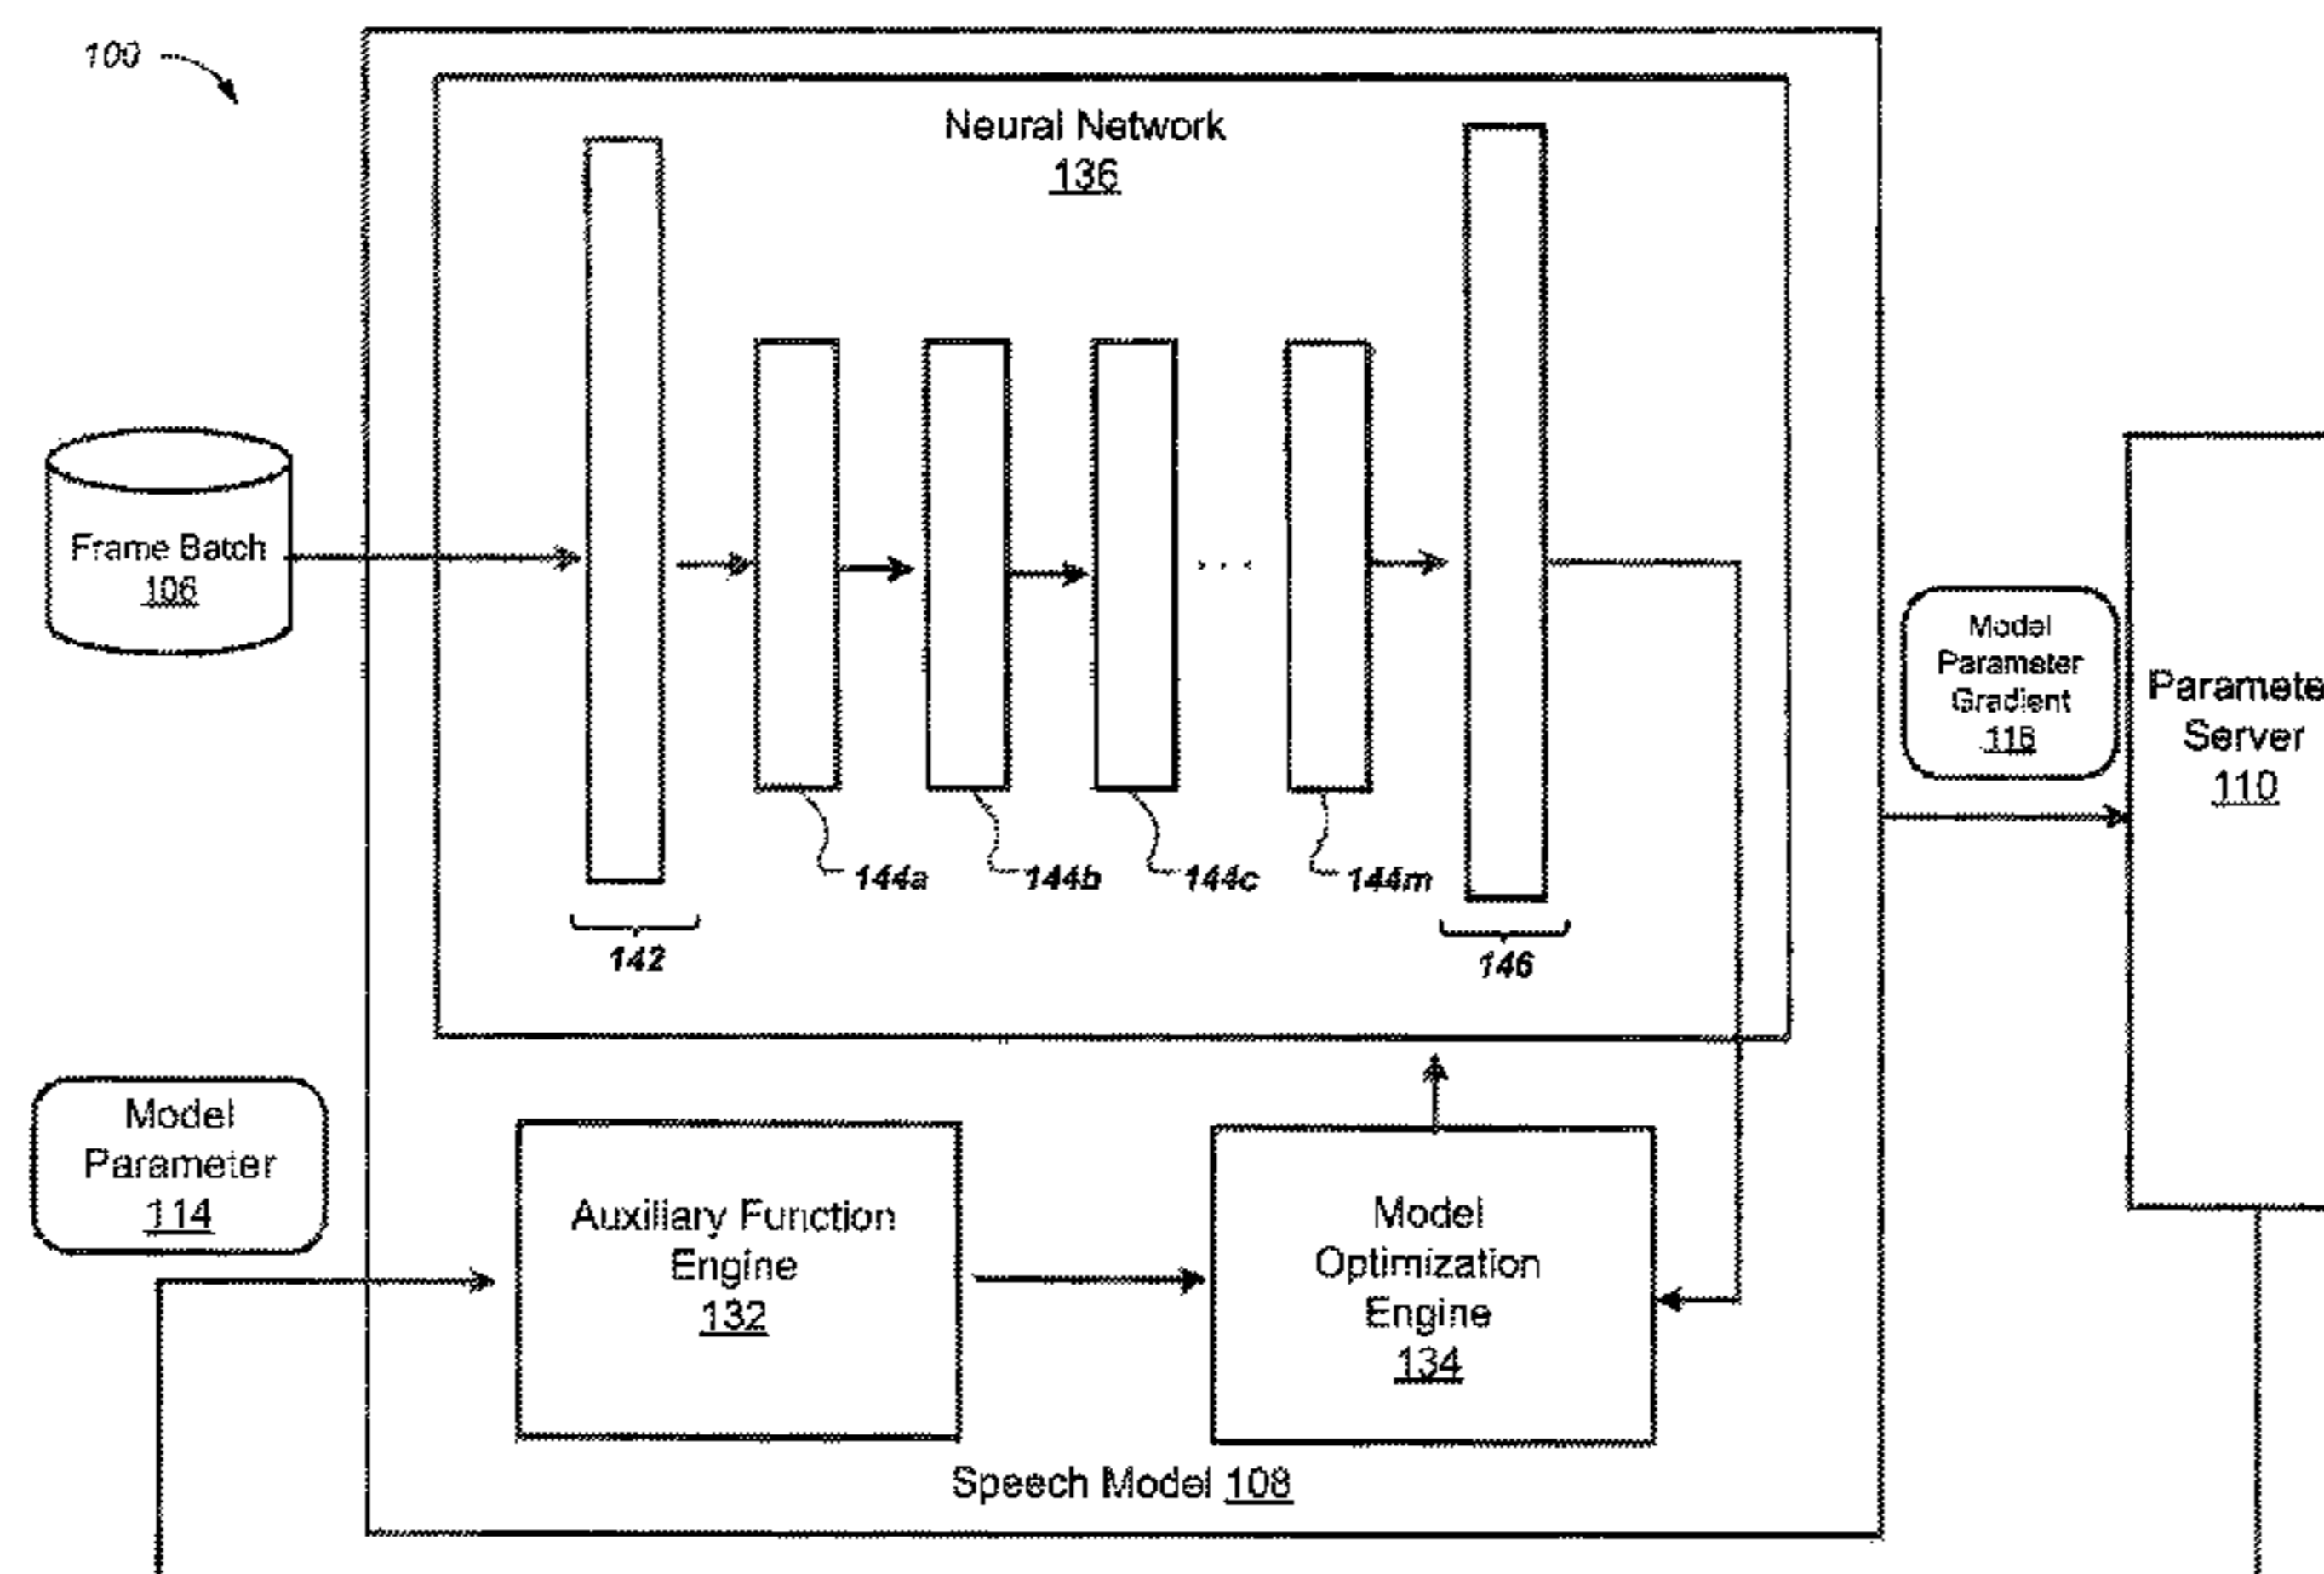 100
Neural Network
136
Frame Batch
106
144a
144b
144c
144m
142
146
Model
Parameter
Gradient
116
Paramete
Server
110
Model
Parameter
114
Auxiliary Function
Engine
132
Model
Optimization
Engine
134
Speech Model 108